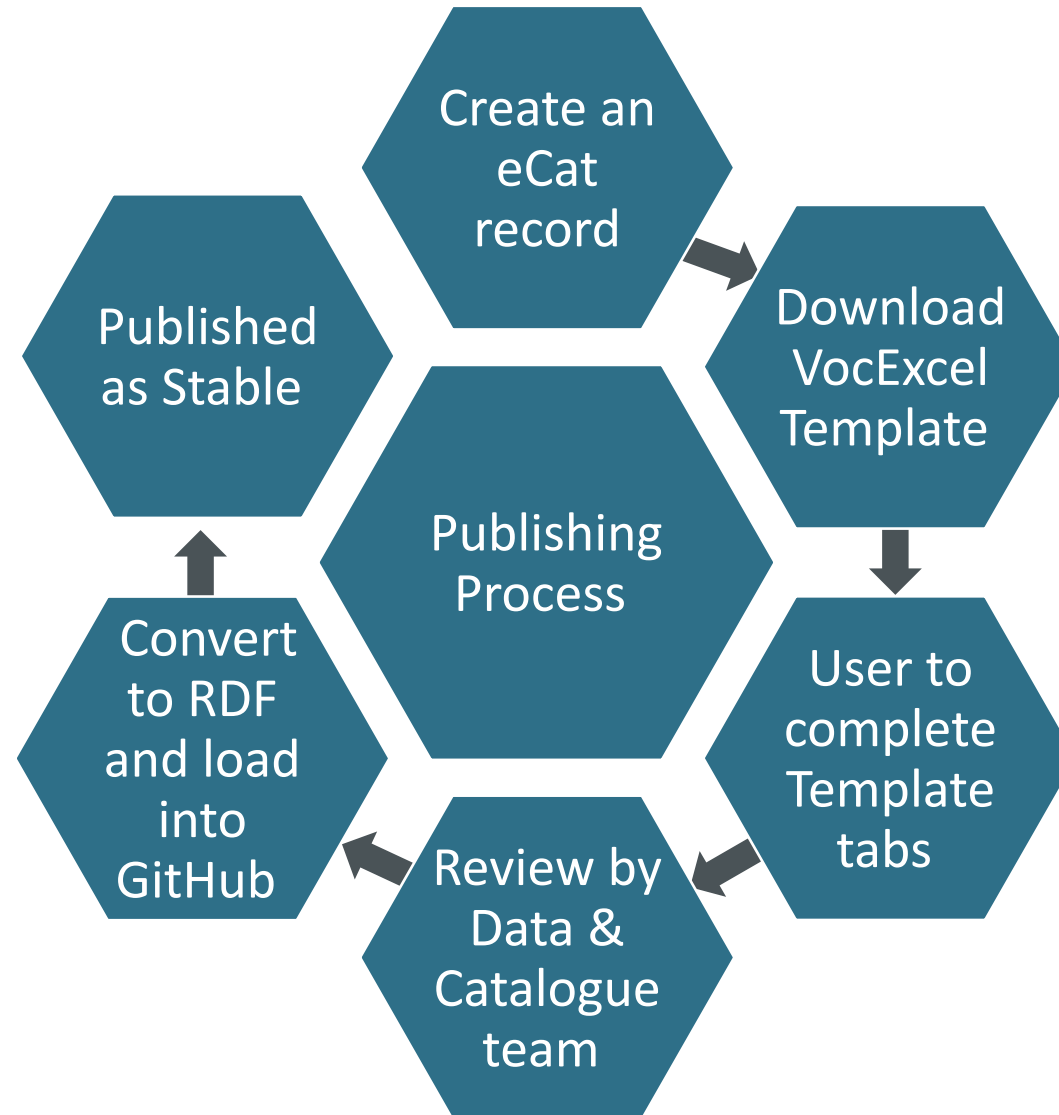 Create an
eCat
record
Download
VocExcel
Template
User to
complete
Template
tabs
Review by
Data &
Catalogue
team
Convert
to RDF
and load
into
GitHub
Published
as Stable
Publishing
Process